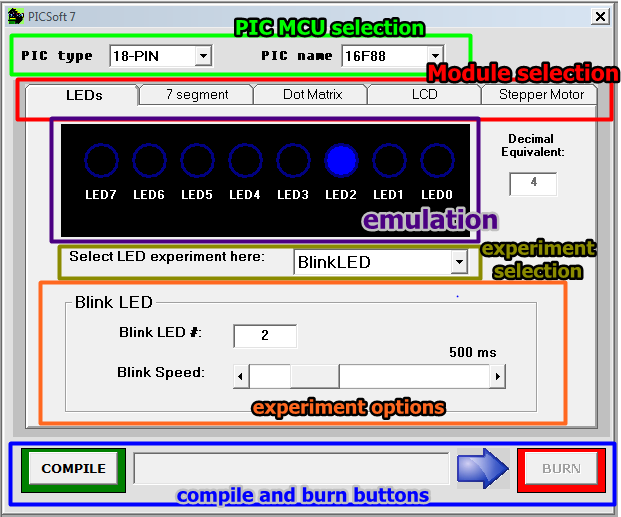 PICSoft 7
PIC MCU selection
PIC type 18-PIN PIC name 16F88
Module selection
LEDs 7 segment Dot Matrix LCD Stepper Motor
Decimal
Equivalent:
4
LED7 LED6 LED5 LED4 LED3 LED2 LED1 LED0
emulation
Select LED experiment here: BlinkLED
experiment
selection
Blink LED
Blink LED #: 2
500 ms
Blink Speed:
experiment options
COMPILE BURN
compile and burn buttons